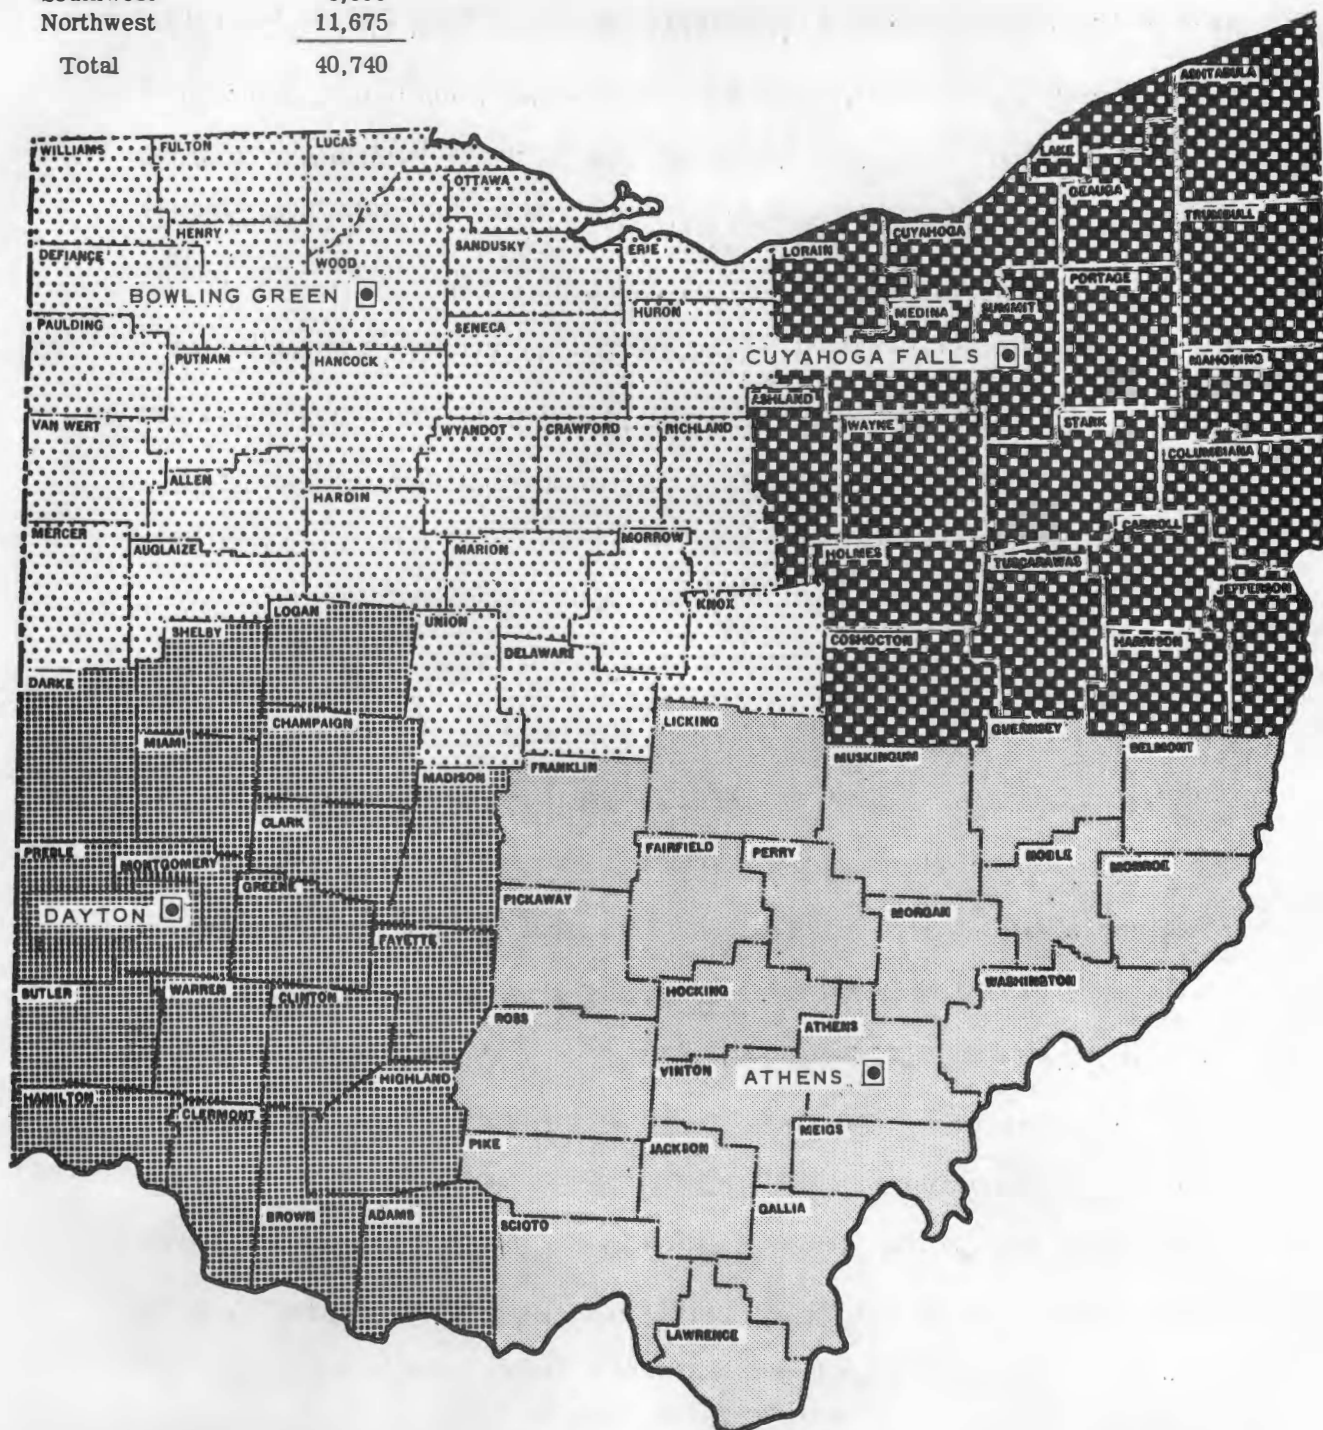 Northwest 11,675
Total 40,740
ASHTABULA
LAKE
WILLIAMS
FULTON
LUCAS
OTTAWA
GEAUGA
TRUMBULL
HENRY
CUYAHOGA
DEFIANCE
SANDUSKY
ERIE
LORAIN
WOOD
PORTAGE
BOWLING GREEN
HURON
MEDINA
SUMMIT
PAULDING
SENECA
PUTNAM
HANCOCK
CUYAHOGA FALLS
MAHONING
ASHLAND
VAN WERT
WYANDOT
CRAWFORD
RICHLAND
WAYNE
STARK
COLUMBIANA
ALLEN
HARDIN
MERCER
CARROLL
AUGLAIZE
MARION
MORROW
HOLMES
TUSCARAWAS
JEFFERSON
LOGAN
KNOX
UNION
SHELBY
COSHOCTON
HARRISON
DELAWARE
DARKE
CHAMPAIGN
LICKING
GUERNSEY
MIAMI
BELMONT
MUSKINGUM
FRANKLIN
MADISON
CLARK
PREBLE
MONTGOMERY
FAIRFIELD
PERRY
NOBLE
MONROE
GREENE
PICKAWAY
DAYTON
MORGAN
FAYETTE
WASHINGTON
BUTLER
WARREN
CLINTON
HOCKING
ROSS
ATHENS
VINTON
ATHENS
HIGHLAND
HAMILTON
CLERMONT
MEIGS
PIKE
JACKSON
GALLIA
BROWN
ADAMS
SCIOTO
LAWRENCE